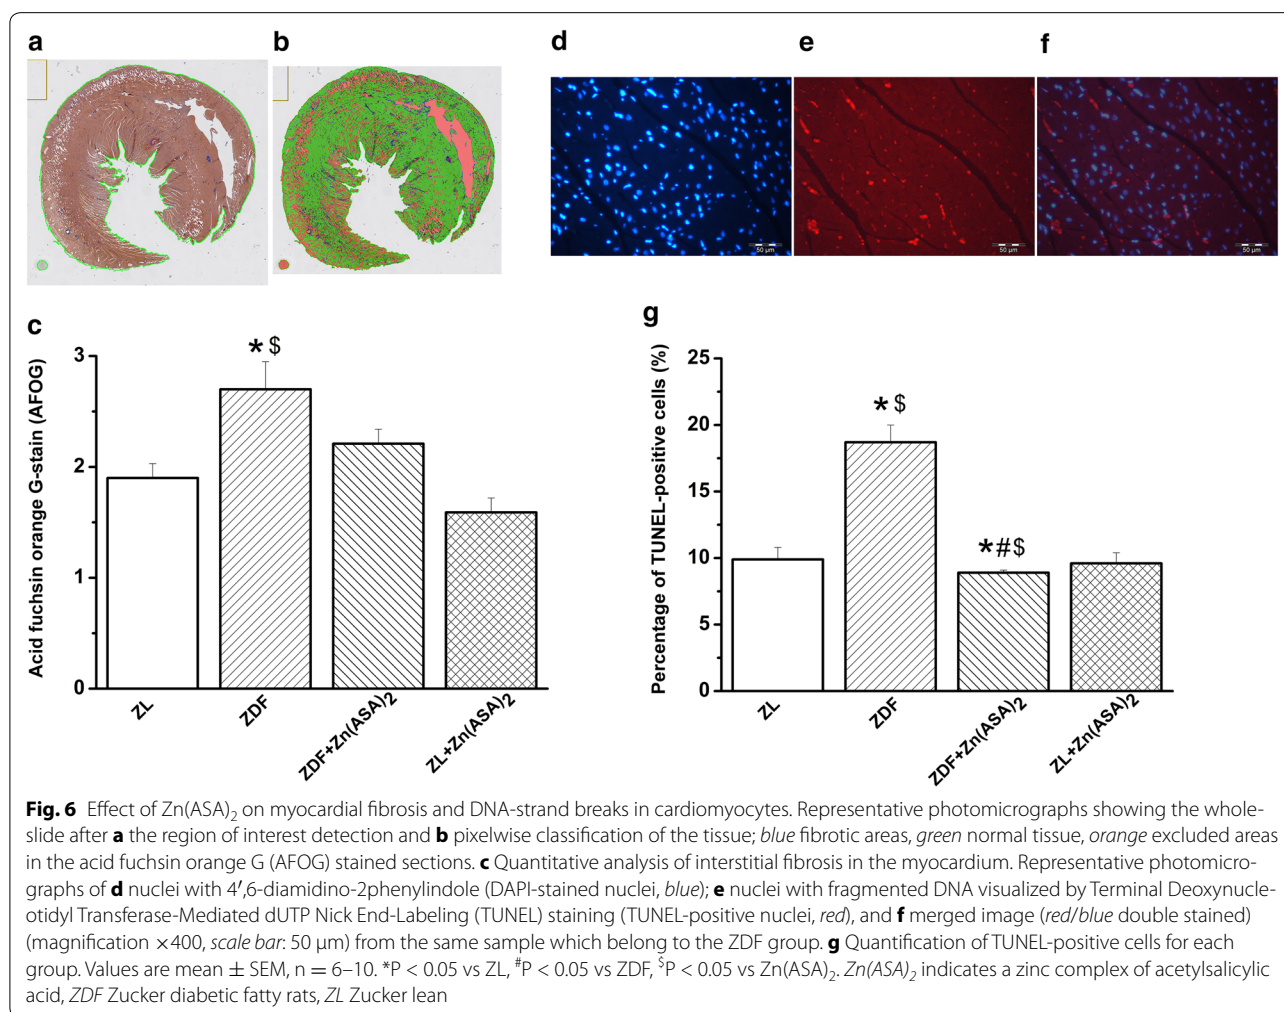 a
b
d
e
f
50 µm
50 µm
50 µm
c
Acid fuchsin orange G-stain (AFOG)
3
2
1
0
* $
ZL
ZDF
ZDF+Zn(ASA)2
ZL+Zn(ASA)2
g
Percentage of TUNEL-positive cells (%)
25
20
15
10
5
0
* $
*#$
ZL
ZDF
ZDF+Zn(ASA)2
ZL+Zn(ASA)2
Fig. 6 Effect of Zn(ASA)2 on myocardial fibrosis and DNA-strand breaks in cardiomyocytes. Representative photomicrographs showing the whole-
slide after a the region of interest detection and b pixelwise classification of the tissue; blue fibrotic areas, green normal tissue, orange excluded areas
in the acid fuchsin orange G (AFOG) stained sections. c Quantitative analysis of interstitial fibrosis in the myocardium. Representative photomicro-
graphs of d nuclei with 4′,6-diamidino-2phenylindole (DAPI-stained nuclei, blue); e nuclei with fragmented DNA visualized by Terminal Deoxynucle-
otidyl Transferase-Mediated dUTP Nick End-Labeling (TUNEL) staining (TUNEL-positive nuclei, red), and f merged image (red/blue double stained)
(magnification ×400, scale bar: 50 µm) from the same sample which belong to the ZDF group. g Quantification of TUNEL-positive cells for each
group. Values are mean ± SEM, n = 6–10. *P < 0.05 vs ZL, #P < 0.05 vs ZDF, $P < 0.05 vs Zn(ASA)2. Zn(ASA)2 indicates a zinc complex of acetylsalicylic
acid, ZDF Zucker diabetic fatty rats, ZL Zucker lean